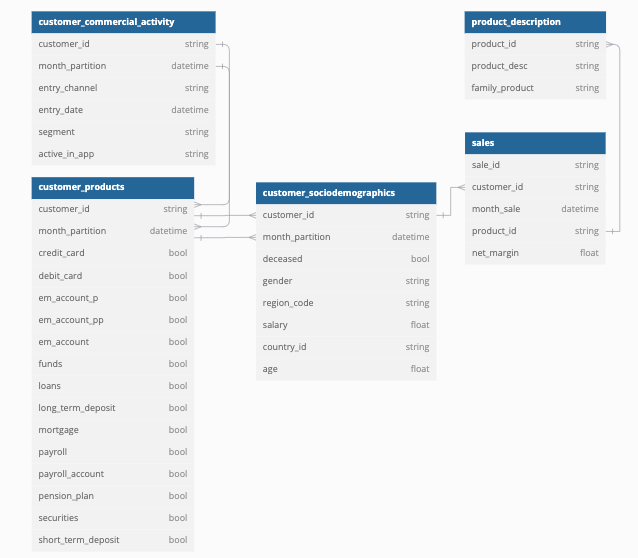 customer_commercial_activity
customer_id string
month_partition datetime
entry_channel string
entry_date datetime
segment string
active_in_app string
customer_products
customer_id string
month_partition datetime
credit_card bool
debit_card bool
em_account_p bool
em_account_pp bool
em_account bool
funds bool
loans bool
long_term_deposit bool
mortgage bool
payroll bool
payroll_account bool
pension_plan bool
securities bool
short_term_deposit bool
customer_sociodemographics
customer_id string
month_partition datetime
deceased bool
gender string
region_code string
salary float
country_id string
age float
product_description
product_id string
product_desc string
family_product string
sales
sale_id string
customer_id string
month_sale datetime
product_id string
net_margin float